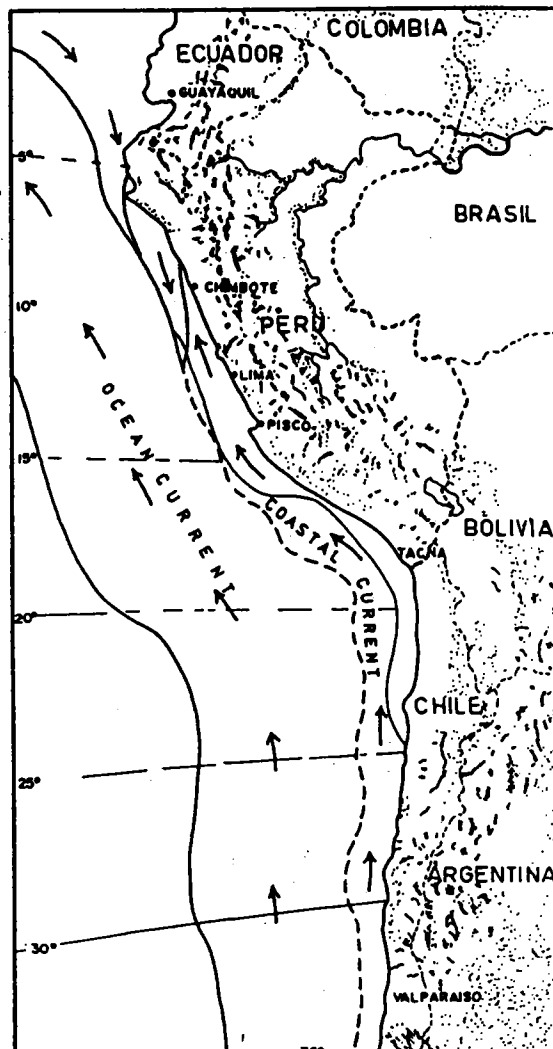 COLOMBIA
ECUADOR
GUAYAQUIL
5°
BRASIL
CHIMBOTE
10°
PERU
LIMA
OCEAN CURRENT
PISCO
15°
COASTAL CURRENT
BOLIVIA
TACNA
20°
CHILE
25°
ARGENTINA
30°
VALPARAISO